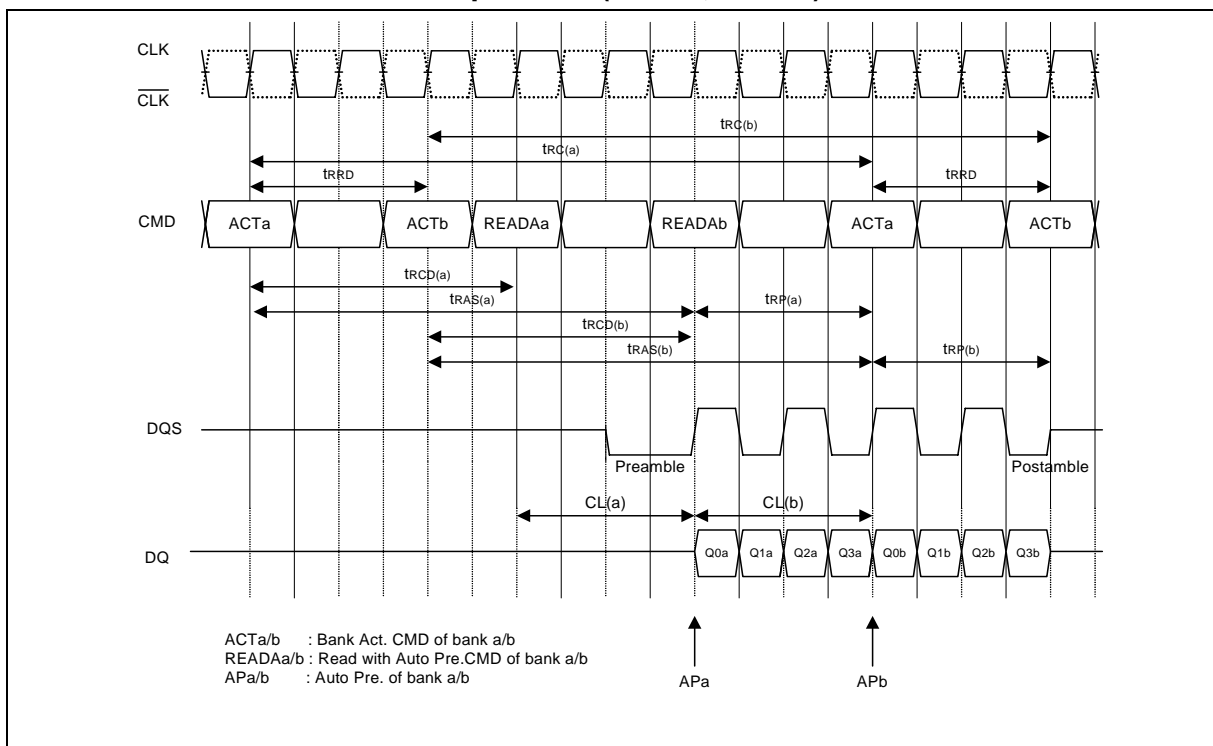 CLK
CLK
tRC(b)
tRC(a)
tRRD tRRD
CMD ACTa ACTb READAa READAb ACTa ACTb
tRCD(a)
tRAS(a) tRP(a)
tRCD(b)
tRAS(b) tRP(b)
DQS
Preamble Postamble
CL(a) CL(b)
DQ Q0a Q1a Q2a Q3a Q0b Q1b Q2b Q3b
ACTa/b : Bank Act. CMD of bank a/b
READAa/b : Read with Auto Pre.CMD of bank a/b
APa/b : Auto Pre. of bank a/b
APa APb